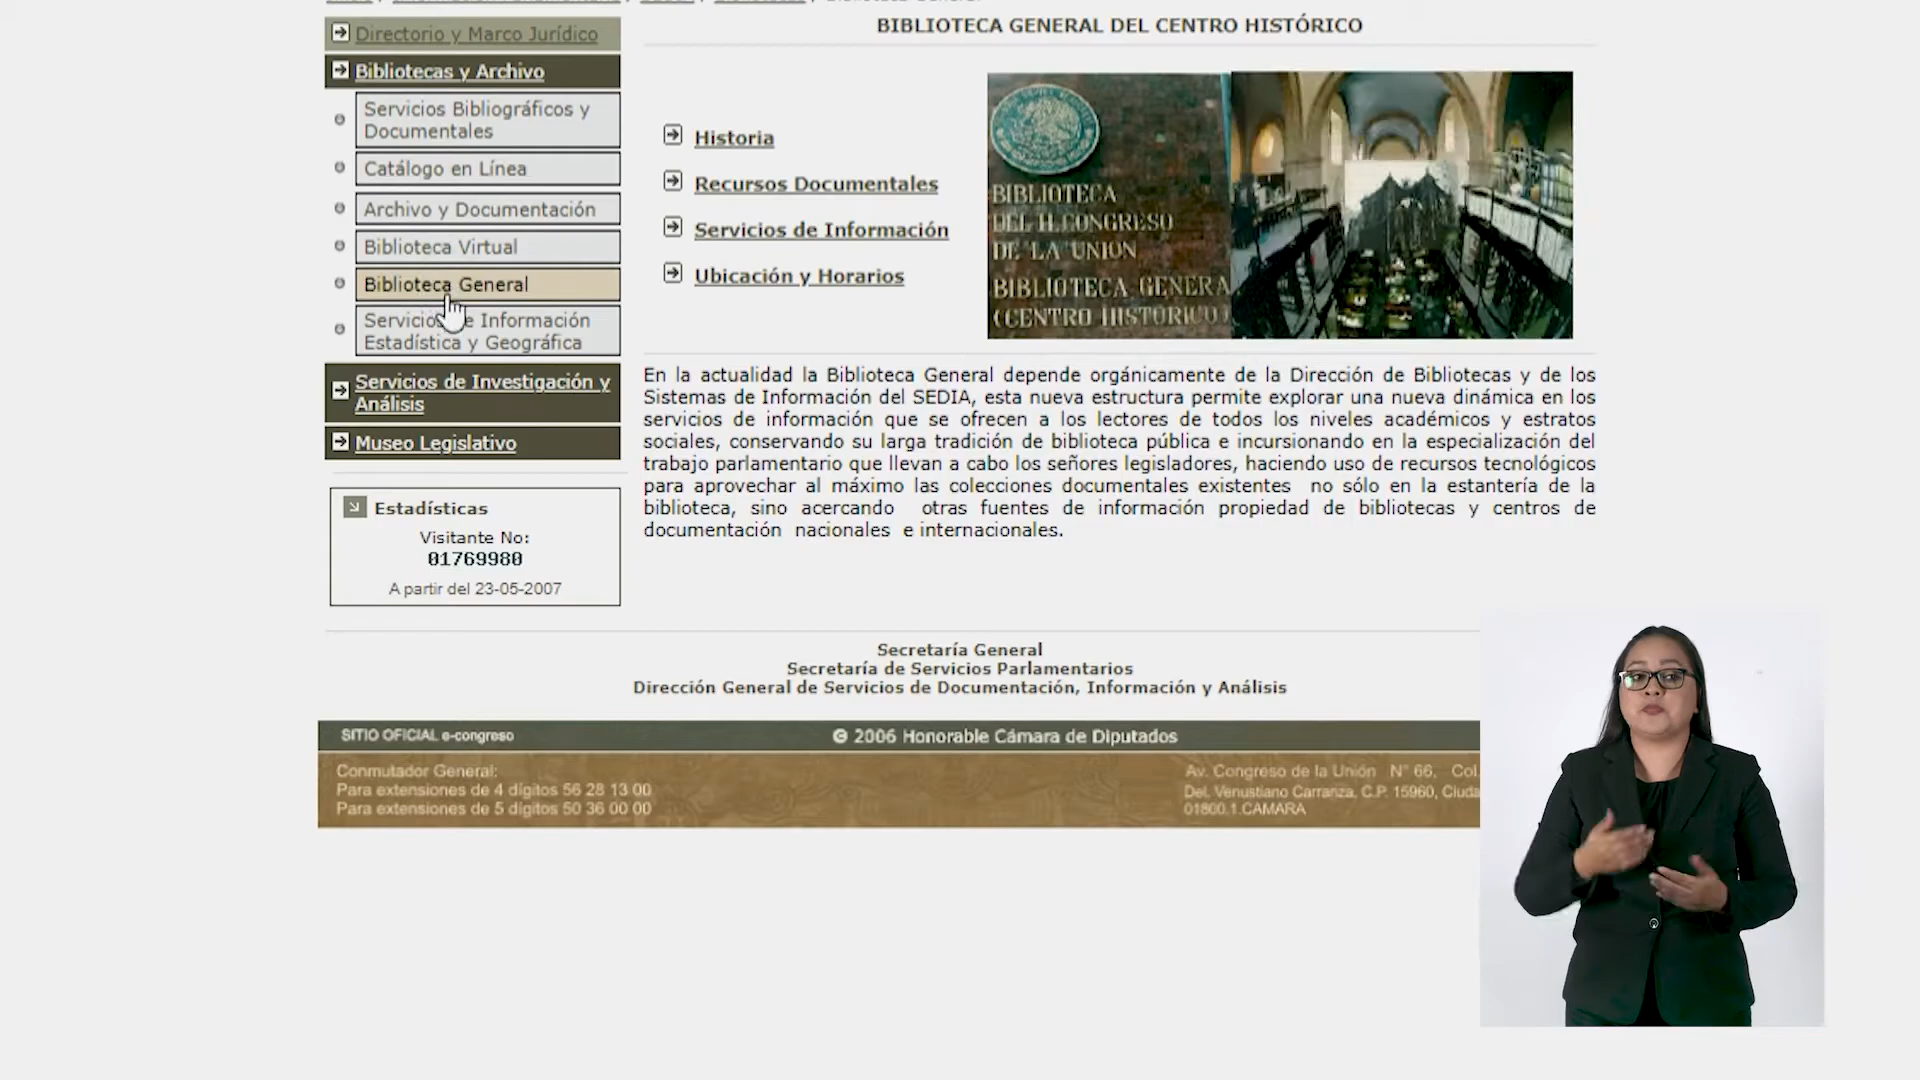 Directorio y Marco Jurídico
Bibliotecas y Archivo
Servicios Bibliográficos y
Documentales
Catálogo en Línea
Archivo y Documentación
Biblioteca Virtual
Biblioteca General
Servicios de Información
Estadística y Geográfica
Servicios de Investigación y
Análisis
Museo Legislativo
Estadísticas
Visitante No:
01769980
A partir del 23-05-2007
BIBLIOTECA GENERAL DEL CENTRO HISTÓRICO
Historia
Recursos Documentales
Servicios de Información
Ubicación y Horarios
BIBLIOTECA
DEL H. CONGRESO
DE LA UNION
BIBLIOTECA GENERA
(CENTRO HISTORICO)
En la actualidad la Biblioteca General depende orgánicamente de la Dirección de Bibliotecas y de los
Sistemas de Información del SEDIA, esta nueva estructura permite explorar una nueva dinámica en los
servicios de información que se ofrecen a los lectores de todos los niveles académicos y estratos
sociales, conservando su larga tradición de biblioteca pública e incursionando en la especialización del
trabajo parlamentario que llevan a cabo los señores legisladores, haciendo uso de recursos tecnológicos
para aprovechar al máximo las colecciones documentales existentes no sólo en la estantería de la
biblioteca, sino acercando otras fuentes de información propiedad de bibliotecas y centros de
documentación nacionales e internacionales.
Secretaría General
Secretaría de Servicios Parlamentarios
Dirección General de Servicios de Documentación, Información y Análisis
SITIO OFICIAL e-congreso
© 2006 Honorable Cámara de Diputados
Conmutador General:
Para extensiones de 4 dígitos 56 28 13 00
Para extensiones de 5 dígitos 50 36 00 00
Av. Congreso de la Unión N° 66, Col.
Del. Venustiano Carranza, C.P. 15960, Ciuda
01800.1.CAMARA